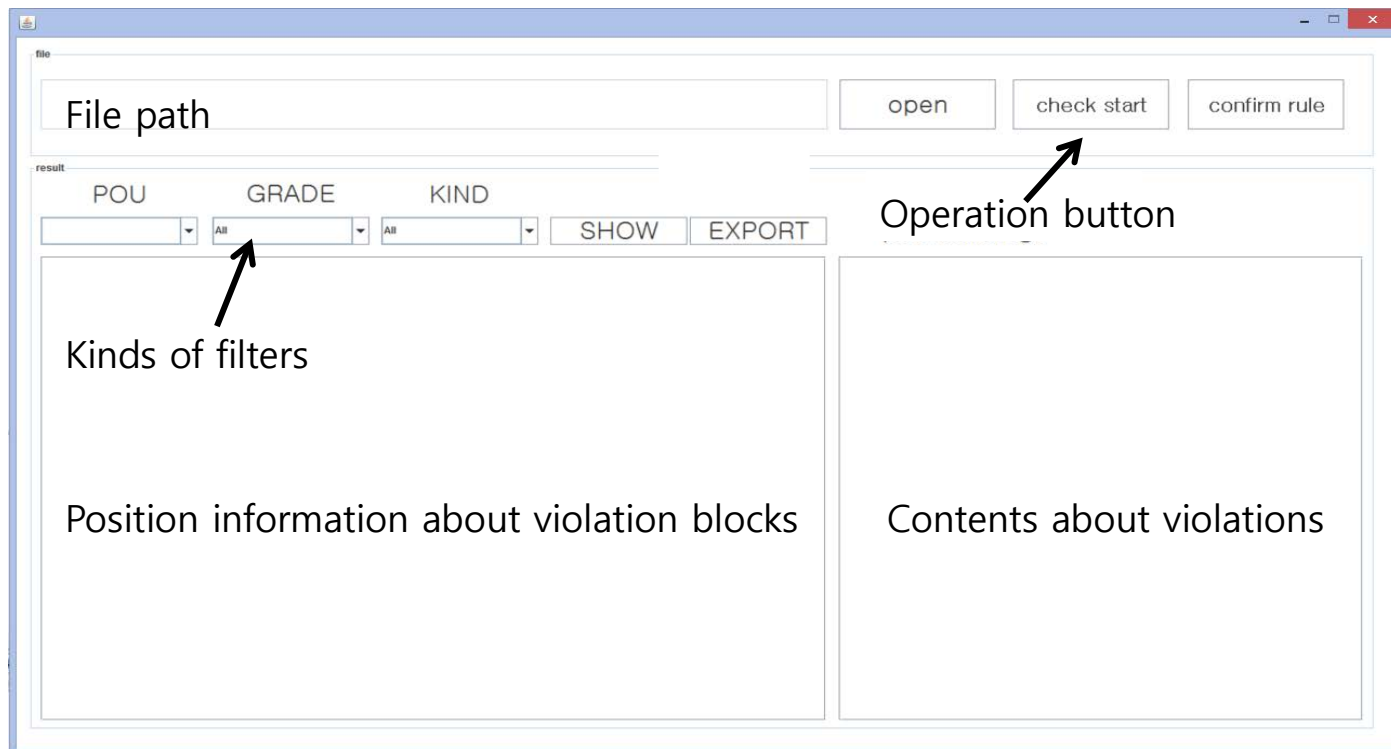 file
File path
open
check start
confirm rule
result
POU GRADE KIND
Operation button
All
All
SHOW
EXPORT
Kinds of filters
Position information about violation blocks
Contents about violations